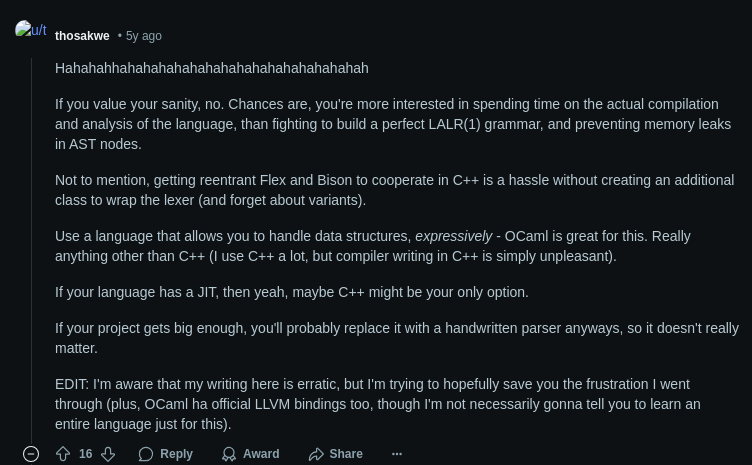 u/t
thosakwe • 5y ago
Hahahahhahahahahahahahahahahahahahahahah
If you value your sanity, no. Chances are, you're more interested in spending time on the actual compilation
and analysis of the language, than fighting to build a perfect LALR(1) grammar, and preventing memory leaks
in AST nodes.
Not to mention, getting reentrant Flex and Bison to cooperate in C++ is a hassle without creating an additional
class to wrap the lexer (and forget about variants).
Use a language that allows you to handle data structures, expressively - OCaml is great for this. Really
anything other than C++ (I use C++ a lot, but compiler writing in C++ is simply unpleasant).
If your language has a JIT, then yeah, maybe C++ might be your only option.
If your project gets big enough, you'll probably replace it with a handwritten parser anyways, so it doesn't really
matter.
EDIT: I'm aware that my writing here is erratic, but I'm trying to hopefully save you the frustration I went
through (plus, OCaml ha official LLVM bindings too, though I'm not necessarily gonna tell you to learn an
entire language just for this).
16 Reply Award Share ···